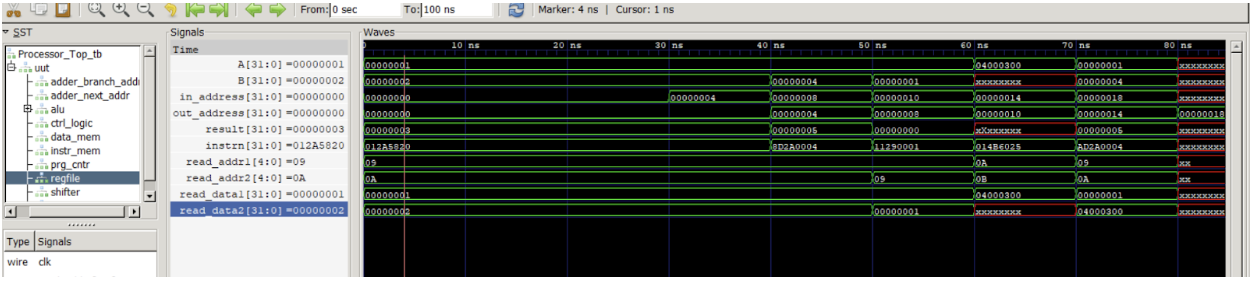 From: 0 sec To: 100 ns Marker: 4 ns | Cursor: 1 ns
SST
Processor_Top_tb
uut
adder_branch_addr
adder_next_addr
alu
ctrl_logic
data_mem
instr_mem
prg_cntr
regfile
shifter
Type Signals
wire clk
Signals
Time
A[31:0] =00000001
B[31:0] =00000002
in_address[31:0] =00000000
out_address[31:0] =00000000
result[31:0] =00000003
instrn[31:0] =012A5820
read_addr1[4:0] =09
read_addr2[4:0] =0A
read_data1[31:0] =00000001
read_data2[31:0] =00000002
Waves
0 10 ns 20 ns 30 ns 40 ns 50 ns 60 ns 70 ns 80 ns
00000001 04000300 00000001 xxxxxxxx
00000002 00000004 00000001 xxxxxxxx 00000004 xxxxxxxx
00000000 00000004 00000008 00000010 00000014 00000018 xxxxxxxx
00000000 00000004 00000008 00000010 00000014 00000018
00000003 00000005 00000000 xXxxxxxx 00000005 xxxxxxxx
012A5820 8D2A0004 11290001 014B6025 AD2A0004 xxxxxxxx
09 0A 09 xx
0A 09 0B 0A xx
00000001 04000300 00000001 xxxxxxxx
00000002 00000001 xxxxxxxx 04000300 xxxxxxxx